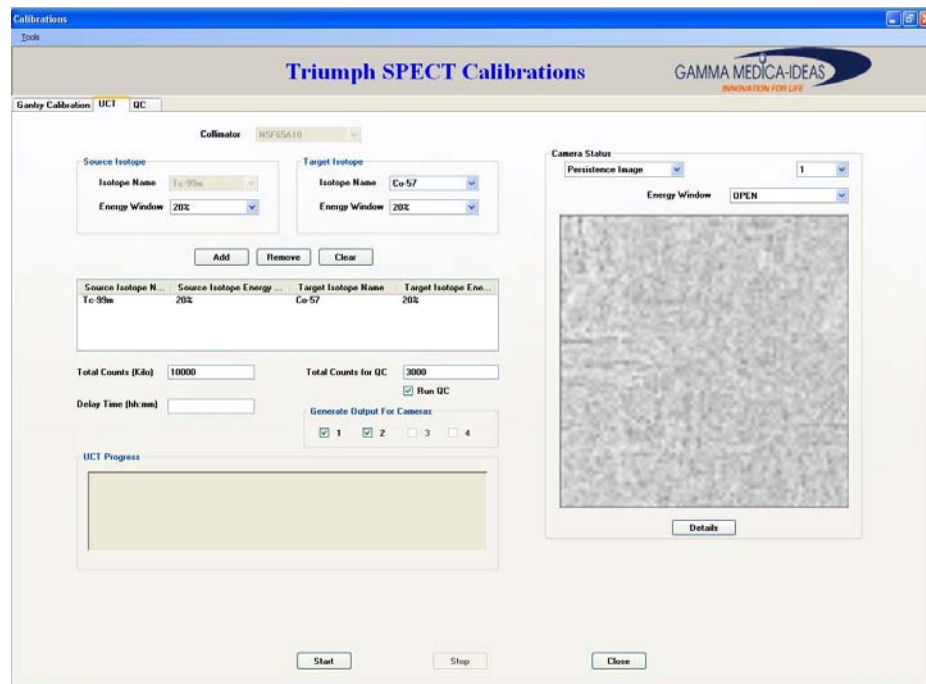 Calibrations
Tools
Triumph SPECT Calibrations
GAMMA MEDICA-IDEAS
INNOVATION FOR LIFE
Gantry Calibration UCT QC
Collimator N5F65A10
Source Isotope
Isotope Name Tc-99m
Energy Window 20%
Target Isotope
Isotope Name Co-57
Energy Window 20%
Add Remove Clear
Source Isotope N... Source Isotope Energy ... Target Isotope Name Target Isotope Ene...
Tc-99m 20% Co-57 20%
Total Counts (Kilo) 10000
Total Counts for QC 3000
Run QC
Delay Time (hh:mm)
Generate Output For Cameras
1 2 3 4
UCT Progress
Camera Status
Persistence Image 1
Energy Window OPEN
Details
Start Stop Close